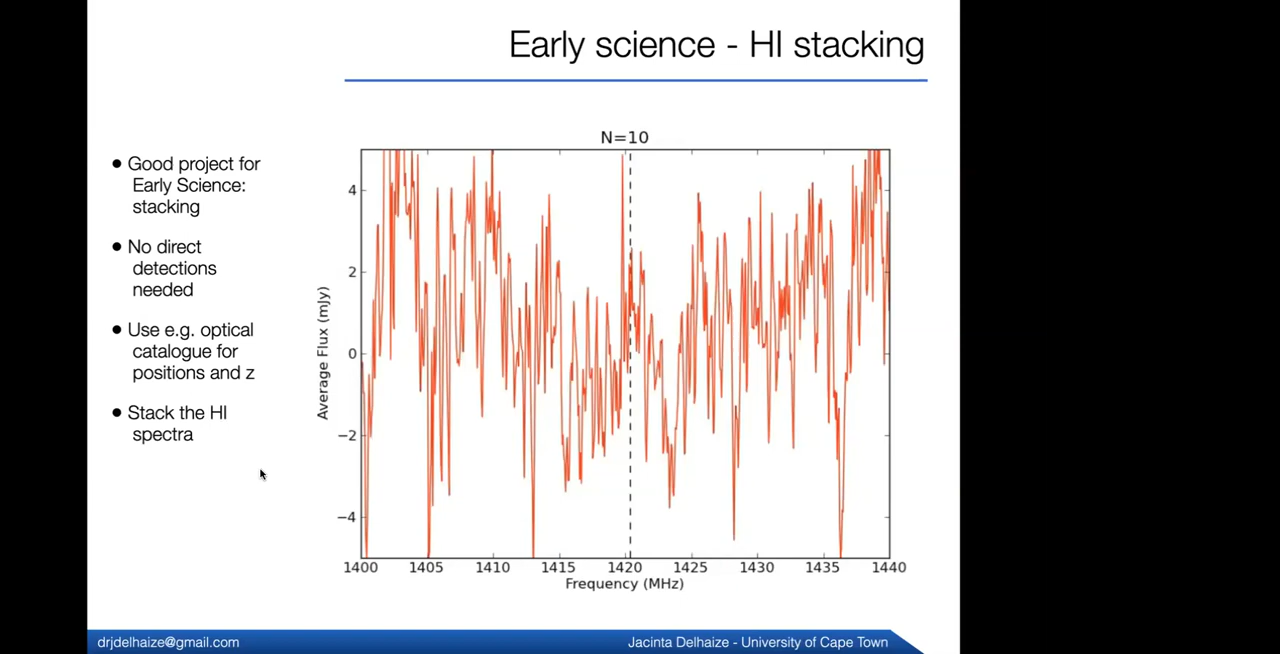 Early science - HI stacking
• Good project for
Early Science:
stacking
• No direct
detections
needed
• Use e.g. optical
catalogue for
positions and z
• Stack the HI
spectra
N=10
Average Flux (mJy)
4
2
0
−2
−4
1400 1405 1410 1415 1420 1425 1430 1435 1440
Frequency (MHz)
drjdelhaize@gmail.com
Jacinta Delhaize - University of Cape Town